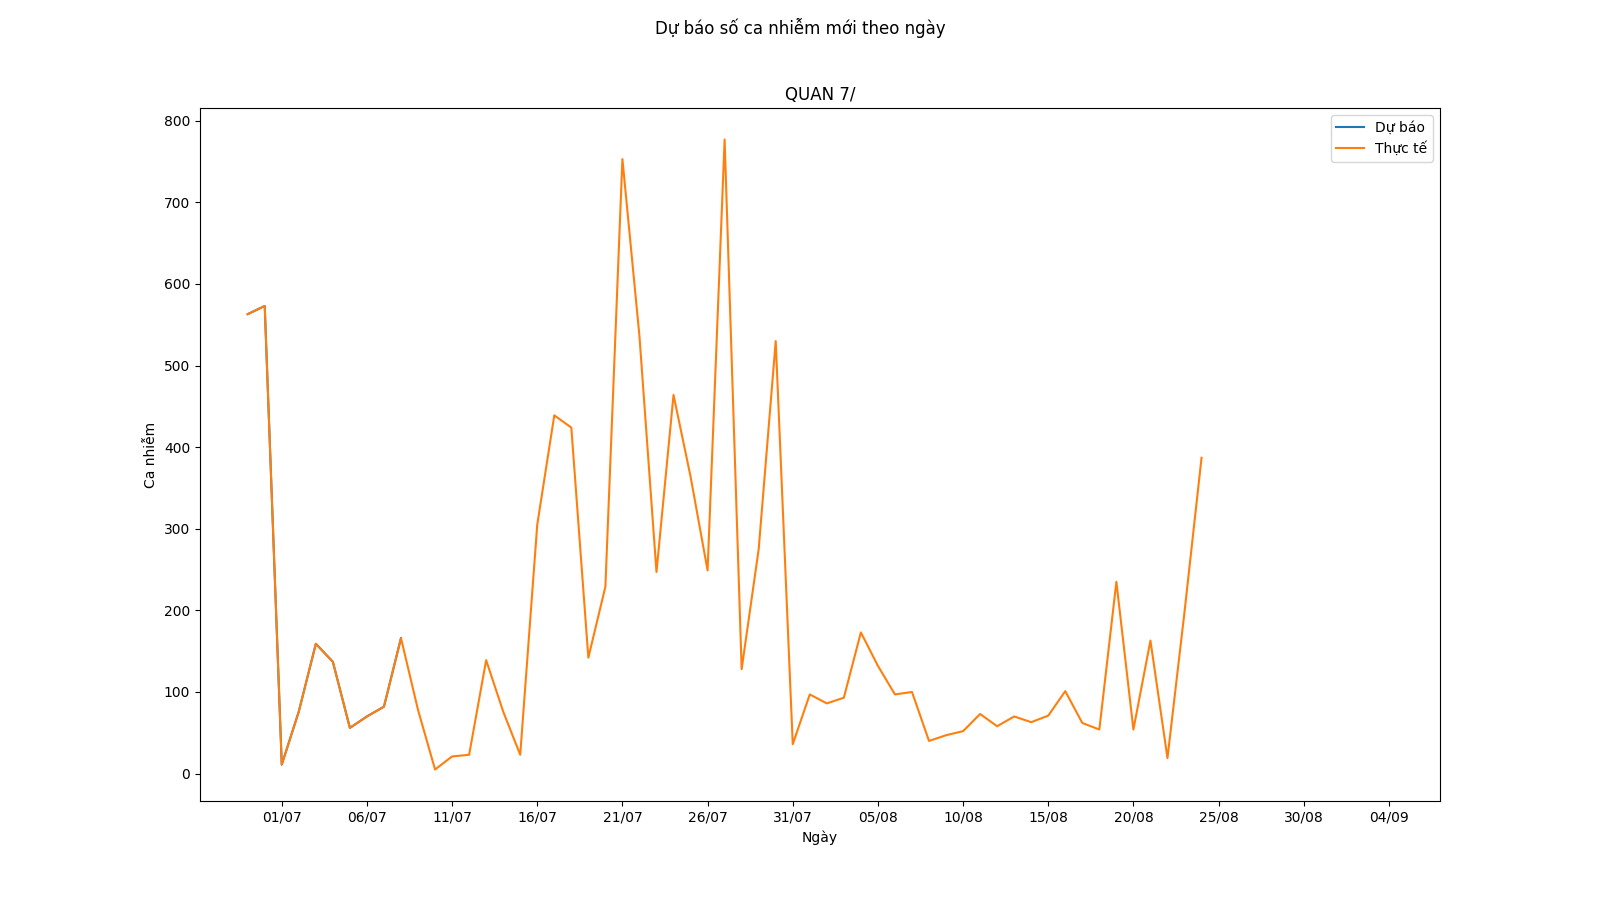 Dự báo số ca nhiễm mới theo ngày
QUAN 7/
Dự báo
Thực tế
800
700
600
500
400
300
200
100
0
Ca nhiễm
01/07 06/07 11/07 16/07 21/07 26/07 31/07 05/08 10/08 15/08 20/08 25/08 30/08 04/09
Ngày